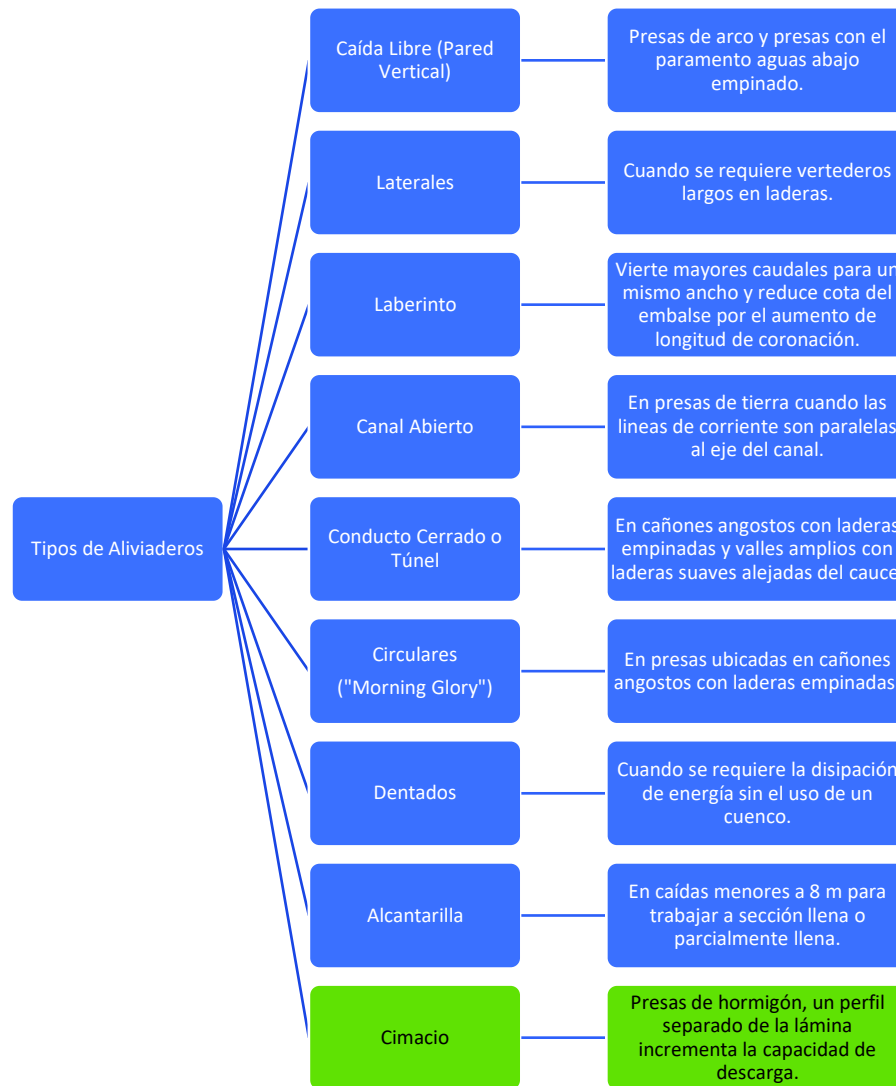 Caída Libre (Pared
Vertical)
Presas de arco y presas con el
paramento aguas abajo
empinado.
Laterales
Cuando se requiere vertederos
largos en laderas.
Laberinto
Vierte mayores caudales para un
mismo ancho y reduce cota del
embalse por el aumento de
longitud de coronación.
Canal Abierto
En presas de tierra cuando las
lineas de corriente son paralelas
al eje del canal.
Tipos de Aliviaderos
Conducto Cerrado o
Túnel
En cañones angostos con laderas
empinadas y valles amplios con
laderas suaves alejadas del cauce
Circulares
("Morning Glory")
En presas ubicadas en cañones
angostos con laderas empinadas
Dentados
Cuando se requiere la disipación
de energía sin el uso de un
cuenco.
Alcantarilla
En caídas menores a 8 m para
trabajar a sección llena o
parcialmente llena.
Cimacio
Presas de hormigón, un perfil
separado de la lámina
incrementa la capacidad de
descarga.